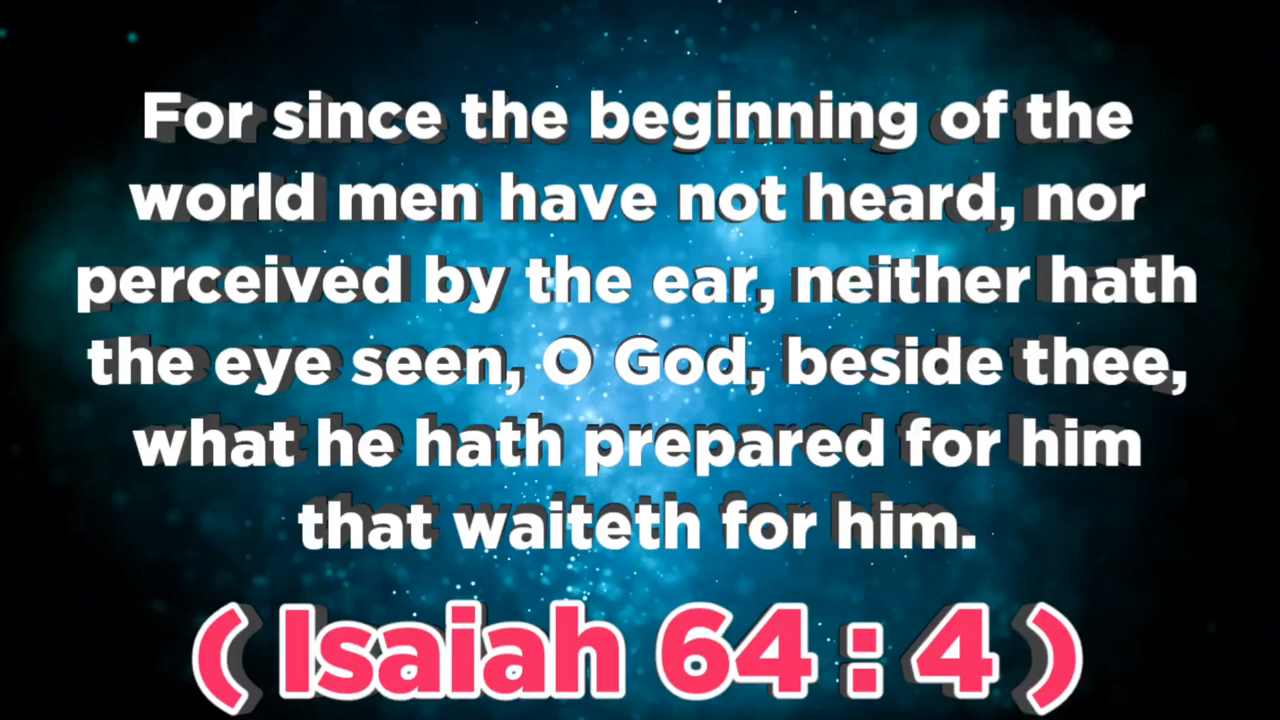 For since the beginning of the
world men have not heard, nor
perceived by the ear, neither hath
the eye seen, O God, beside thee,
what he hath prepared for him
that waiteth for him.
( Isaiah 64 : 4 )